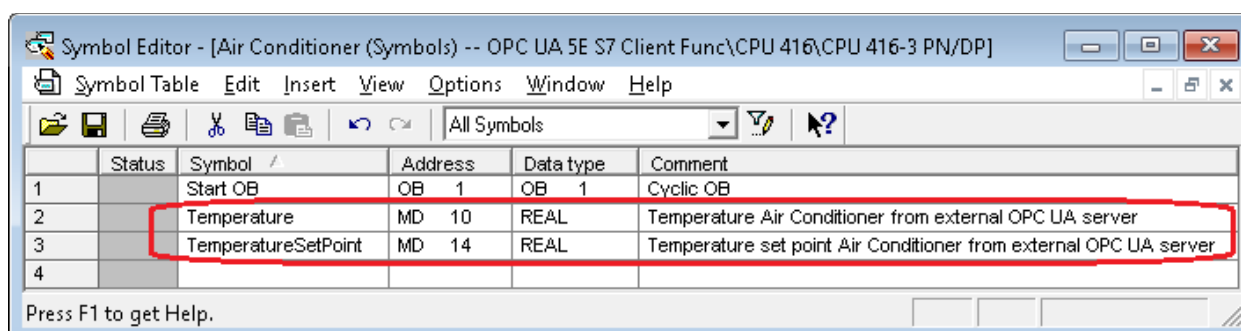 Symbol Editor - [Air Conditioner (Symbols) -- OPC UA 5E S7 Client Func\CPU 416\CPU 416-3 PN/DP]
Symbol Table Edit Insert View Options Window Help
All Symbols
Status Symbol Address Data type Comment
1 Start OB OB 1 OB 1 Cyclic OB
2 Temperature MD 10 REAL Temperature Air Conditioner from external OPC UA server
3 TemperatureSetPoint MD 14 REAL Temperature set point Air Conditioner from external OPC UA server
4
Press F1 to get Help.